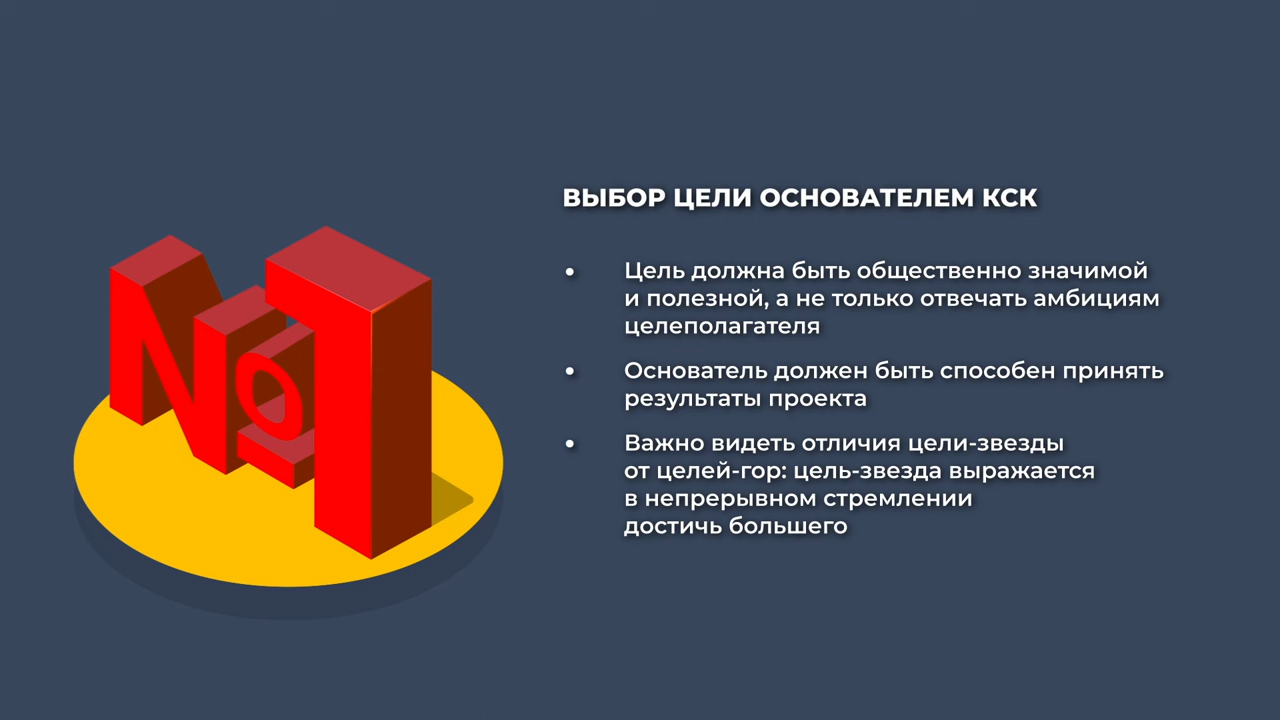 №1
ВЫБОР ЦЕЛИ ОСНОВАТЕЛЕМ КСК
• Цель должна быть общественно значимой
и полезной, а не только отвечать амбициям
целеполагателя
• Основатель должен быть способен принять
результаты проекта
• Важно видеть отличия цели-звезды
от целей-гор: цель-звезда выражается
в непрерывном стремлении
достичь большего